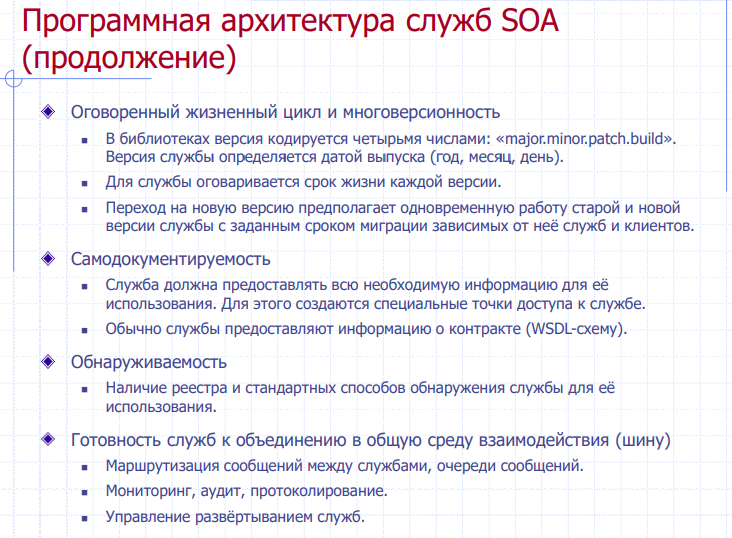 Программная архитектура служб SOA
(продолжение)
Оговоренный жизненный цикл и многоверсионность
В библиотеках версия кодируется четырьмя числами: «major.minor.patch.build».
Версия службы определяется датой выпуска (год, месяц, день).
Для службы оговаривается срок жизни каждой версии.
Переход на новую версию предполагает одновременную работу старой и новой
версии службы с заданным сроком миграции зависимых от неё служб и клиентов.
Самодокументируемость
Служба должна предоставлять всю необходимую информацию для её
использования. Для этого создаются специальные точки доступа к службе.
Обычно службы предоставляют информацию о контракте (WSDL-схему).
Обнаруживаемость
Наличие реестра и стандартных способов обнаружения службы для её
использования.
Готовность служб к объединению в общую среду взаимодействия (шину)
Маршрутизация сообщений между службами, очереди сообщений.
Мониторинг, аудит, протоколирование.
Управление развёртыванием служб.